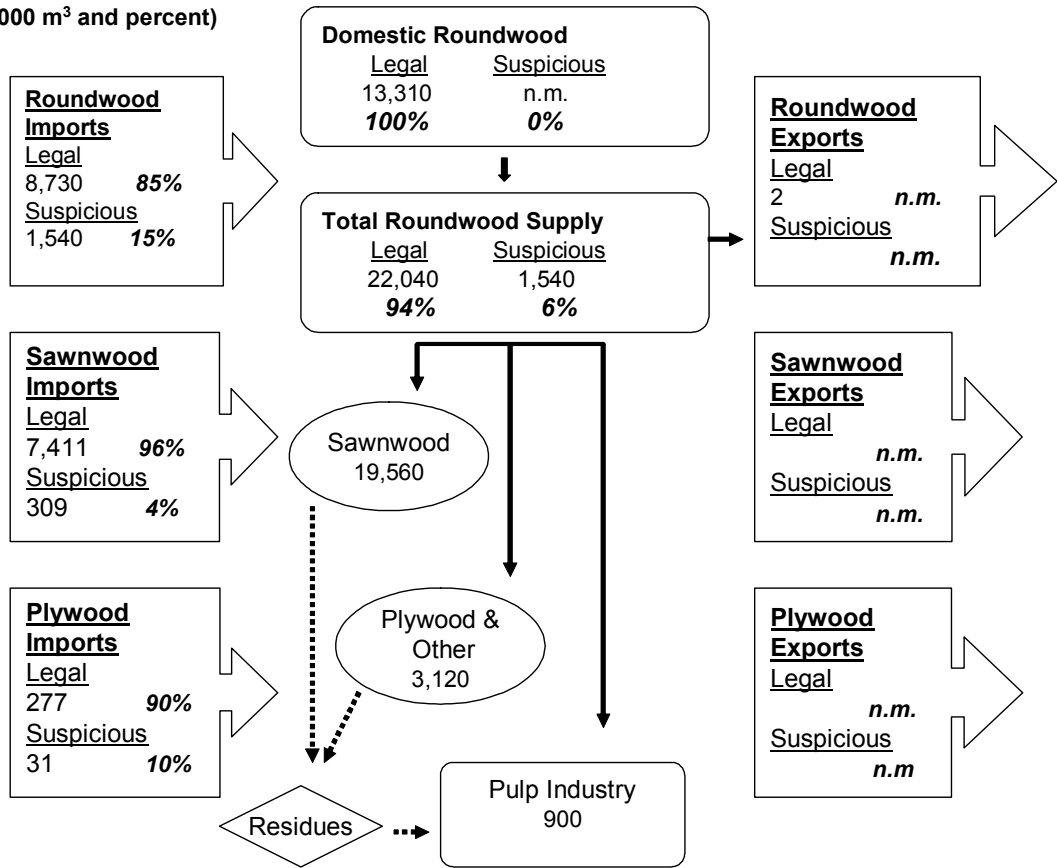 000 m³ and percent)
Domestic Roundwood
Legal Suspicious
13,310 n.m.
100% 0%
Roundwood
Imports
Legal
8,730 85%
Suspicious
1,540 15%
Total Roundwood Supply
Legal Suspicious
22,040 1,540
94% 6%
Roundwood
Exports
Legal
2 n.m.
Suspicious
n.m.
Sawnwood
Imports
Legal
7,411 96%
Suspicious
309 4%
Sawnwood
19,560
Sawnwood
Exports
Legal
n.m.
Suspicious
n.m.
Plywood
Imports
Legal
277 90%
Suspicious
31 10%
Plywood &
Other
3,120
Plywood
Exports
Legal
n.m.
Suspicious
n.m
Residues
Pulp Industry
900